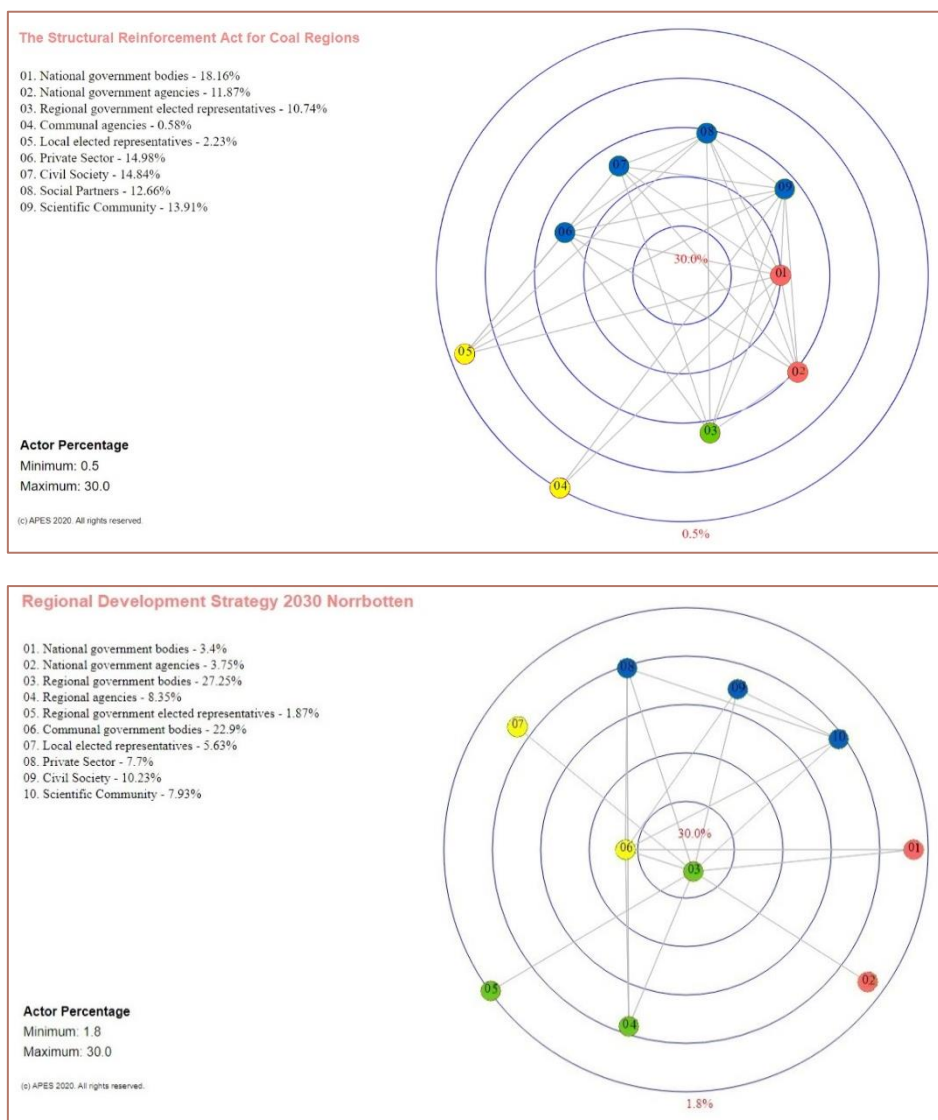 The Structural Reinforcement Act for Coal Regions
01. National government bodies - 18.16%
02. National government agencies - 11.87%
03. Regional government elected representatives - 10.74%
04. Communal agencies - 0.58%
05. Local elected representatives - 2.23%
06. Private Sector - 14.98%
07. Civil Society - 14.84%
08. Social Partners - 12.66%
09. Scientific Community - 13.91%
08
07
09
06
30.0%
01
05
02
03
04
Actor Percentage
Minimum: 0.5
Maximum: 30.0
(c) APES 2020. All rights reserved
0.5%
Regional Development Strategy 2030 Norrbotten
01. National government bodies - 3.4%
02. National government agencies - 3.75%
03. Regional government bodies - 27.25%
04. Regional agencies - 8.35%
05. Regional government elected representatives - 1.87%
06. Communal government bodies - 22.9%
07. Local elected representatives - 5.63%
08. Private Sector - 7.7%
09. Civil Society - 10.23%
10. Scientific Community - 7.93%
08
09
07
10
30.0%
06
01
03
02
05
04
Actor Percentage
Minimum: 1.8
Maximum: 30.0
(c) APES 2020. All rights reserved.
1.8%